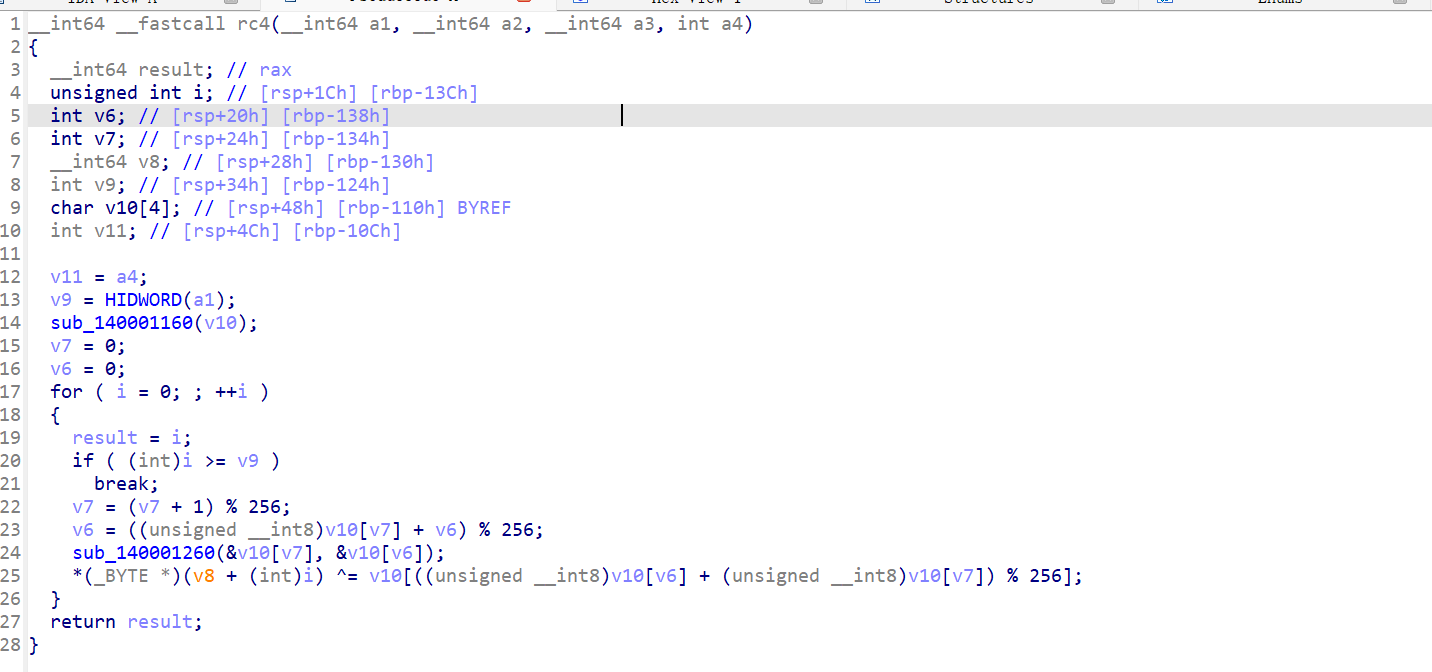 1 __int64 __fastcall rc4(__int64 a1, __int64 a2, __int64 a3, int a4)
2 {
3   __int64 result; // rax
4   unsigned int i; // [rsp+1Ch] [rbp-13Ch]
5   int v6; // [rsp+20h] [rbp-138h]
6   int v7; // [rsp+24h] [rbp-134h]
7   __int64 v8; // [rsp+28h] [rbp-130h]
8   int v9; // [rsp+34h] [rbp-124h]
9   char v10[4]; // [rsp+48h] [rbp-110h] BYREF
10   int v11; // [rsp+4Ch] [rbp-10Ch]
11
12   v11 = a4;
13   v9 = HIDWORD(a1);
14   sub_140001160(v10);
15   v7 = 0;
16   v6 = 0;
17   for ( i = 0; ; ++i )
18   {
19     result = i;
20     if ( (int)i >= v9 )
21       break;
22     v7 = (v7 + 1) % 256;
23     v6 = ((unsigned __int8)v10[v7] + v6) % 256;
24     sub_140001260(&v10[v7], &v10[v6]);
25     *(_BYTE *)(v8 + (int)i) ^= v10[((unsigned __int8)v10[v6] + (unsigned __int8)v10[v7]) % 256];
26   }
27   return result;
28 }